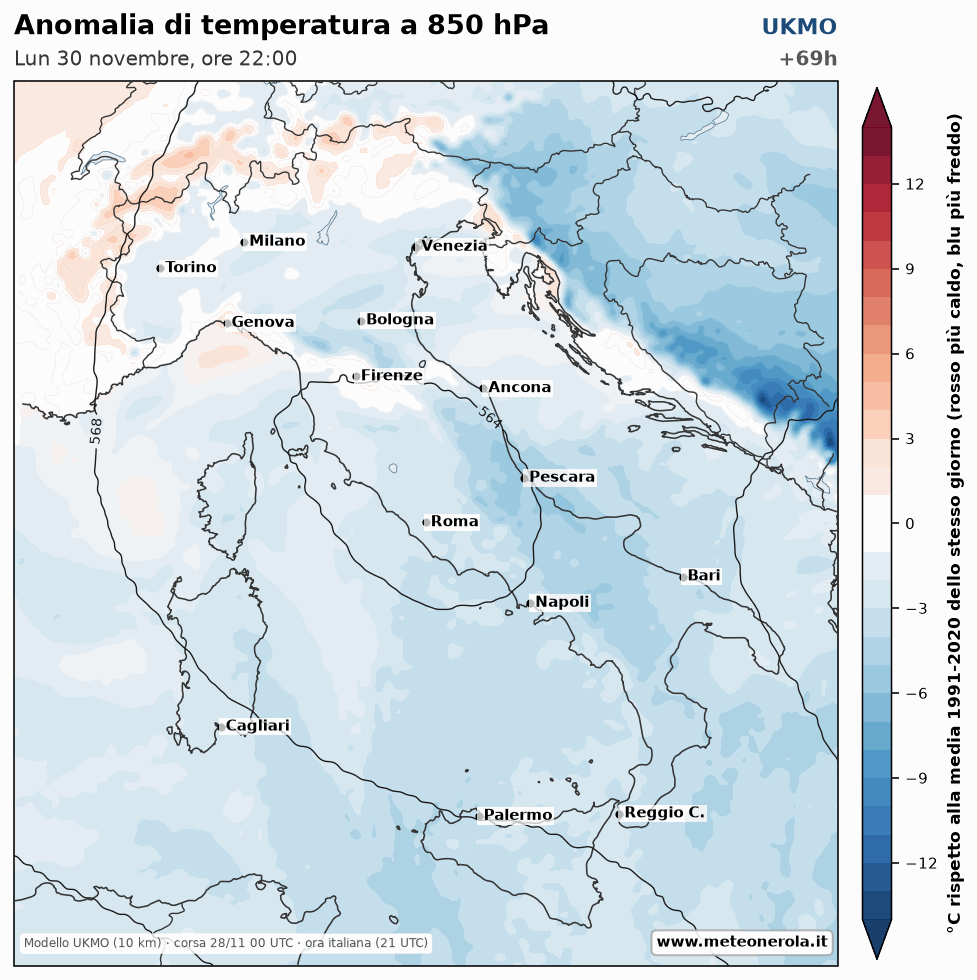 Anomalia di temperatura a 850 hPa
UKMO
Lun 30 novembre, ore 22:00
+69h
Milano
Venezia
Torino
Genova
Bologna
Firenze
Ancona
568
564
Pescara
Roma
Bari
Napoli
Cagliari
Palermo
Reggio C.
12
9
6
3
0
−3
−6
−9
−12
°C rispetto alla media 1991-2020 dello stesso giorno (rosso più caldo, blu più freddo)
Modello UKMO (10 km) · corsa 28/11 00 UTC · ora italiana (21 UTC)
www.meteonerola.it